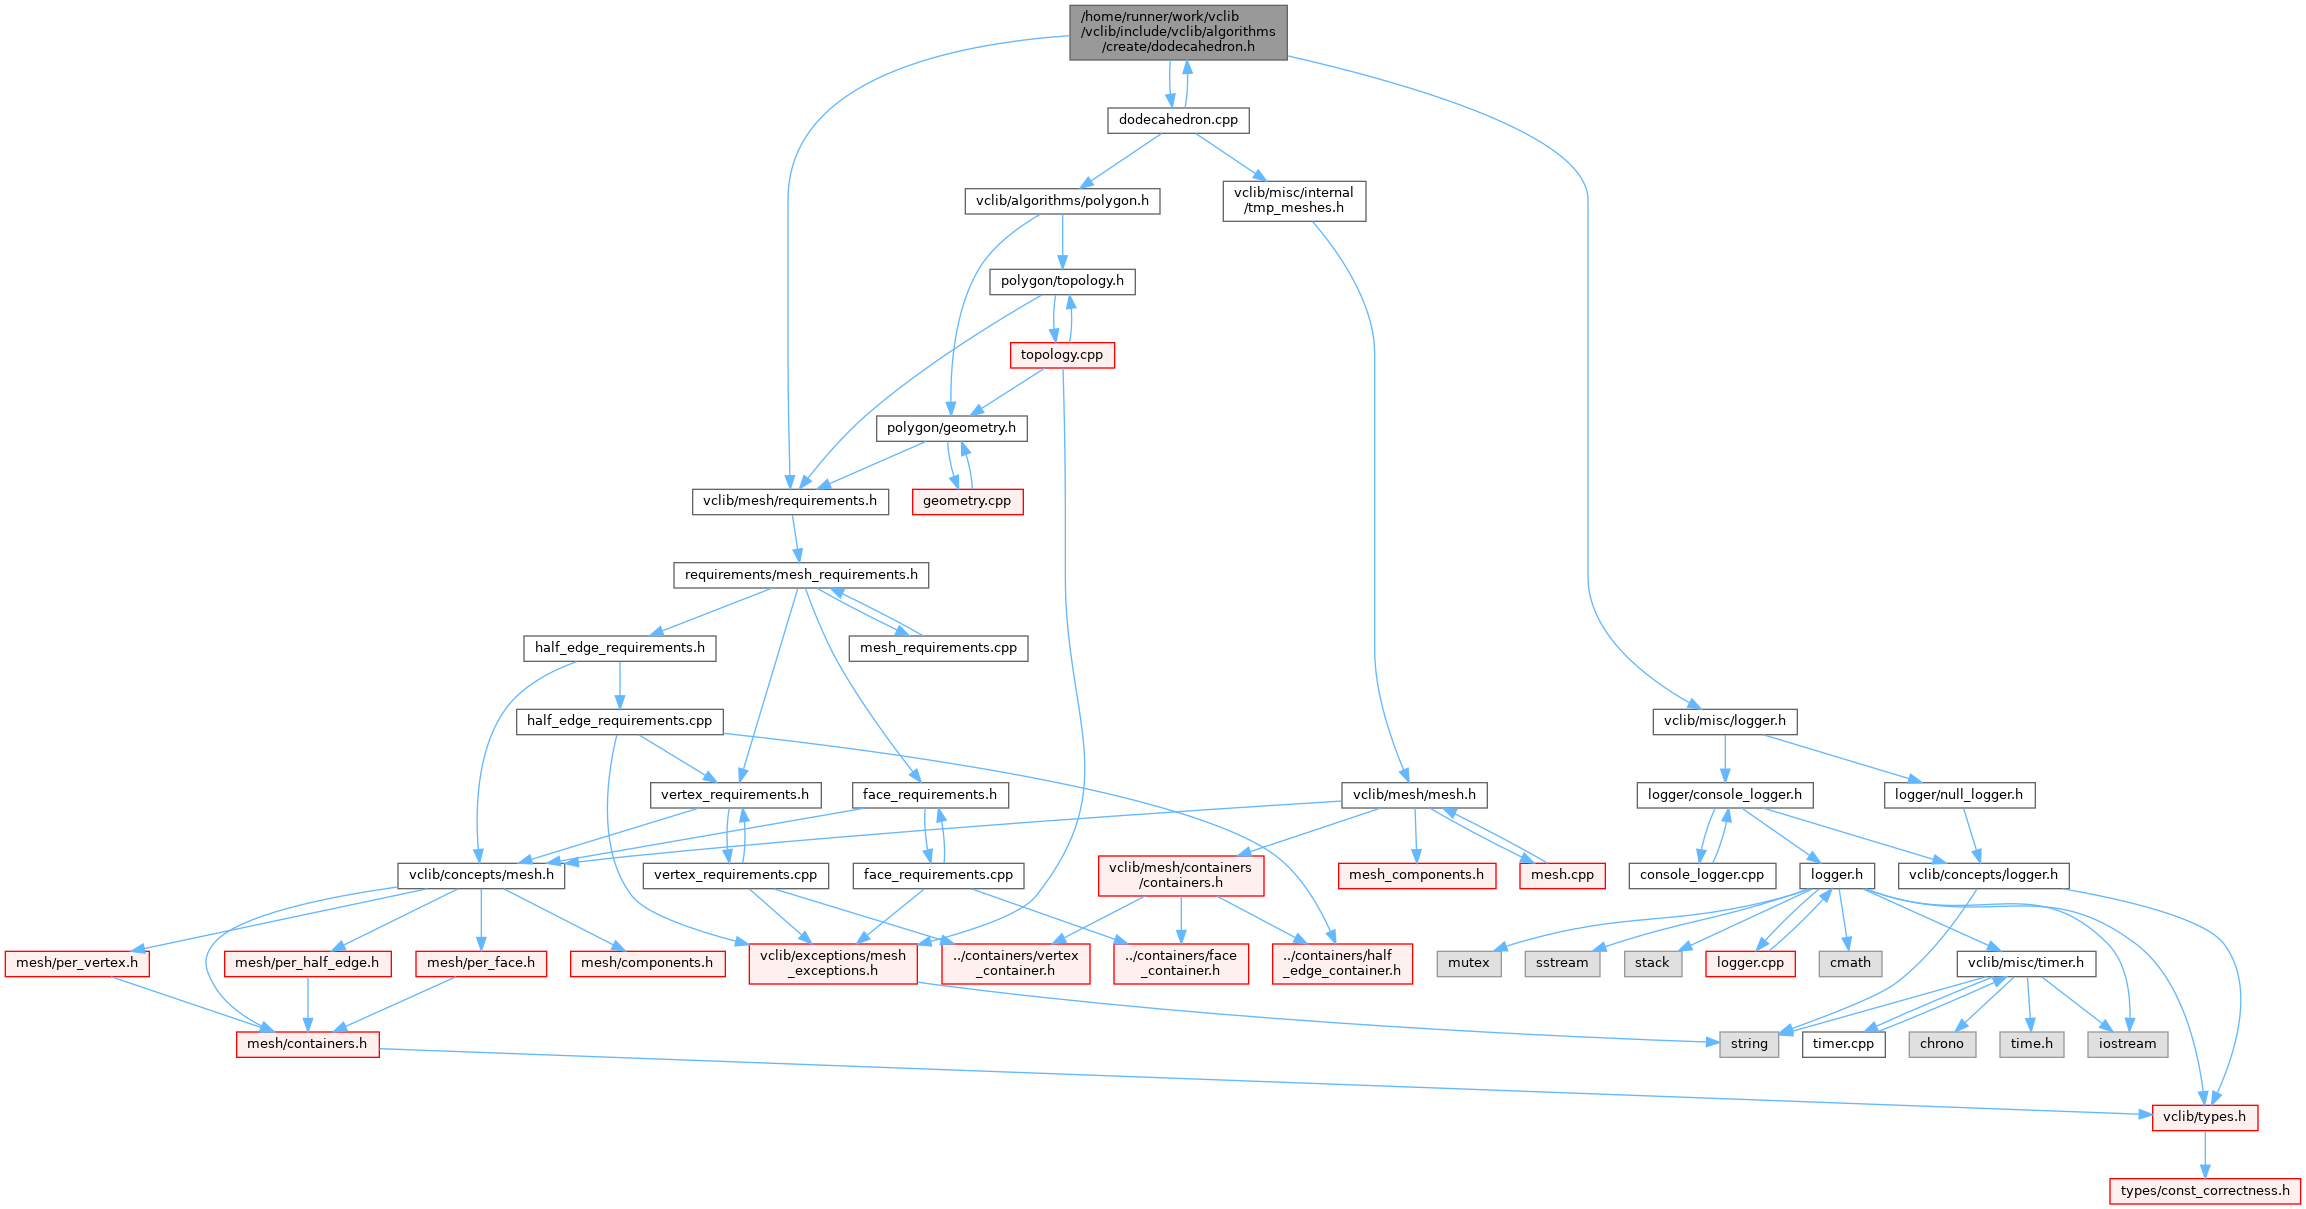 /home/runner/work/vclib
/vclib/include/vclib/algorithms
/create/dodecahedron.h
dodecahedron.cpp
vclib/algorithms/polygon.h
vclib/misc/internal
/tmp_meshes.h
polygon/topology.h
topology.cpp
polygon/geometry.h
vclib/mesh/requirements.h
geometry.cpp
requirements/mesh_requirements.h
half_edge_requirements.h
mesh_requirements.cpp
half_edge_requirements.cpp
vclib/misc/logger.h
vertex_requirements.h
face_requirements.h
vclib/mesh/mesh.h
logger/console_logger.h
logger/null_logger.h
vclib/concepts/mesh.h
vertex_requirements.cpp
face_requirements.cpp
vclib/mesh/containers
/containers.h
mesh_components.h
mesh.cpp
console_logger.cpp
logger.h
vclib/concepts/logger.h
mesh/per_vertex.h
mesh/per_half_edge.h
mesh/per_face.h
mesh/components.h
vclib/exceptions/mesh
_exceptions.h
../containers/vertex
_container.h
../containers/face
_container.h
../containers/half
_edge_container.h
mutex
sstream
stack
logger.cpp
cmath
vclib/misc/timer.h
mesh/containers.h
string
timer.cpp
chrono
time.h
iostream
vclib/types.h
types/const_correctness.h